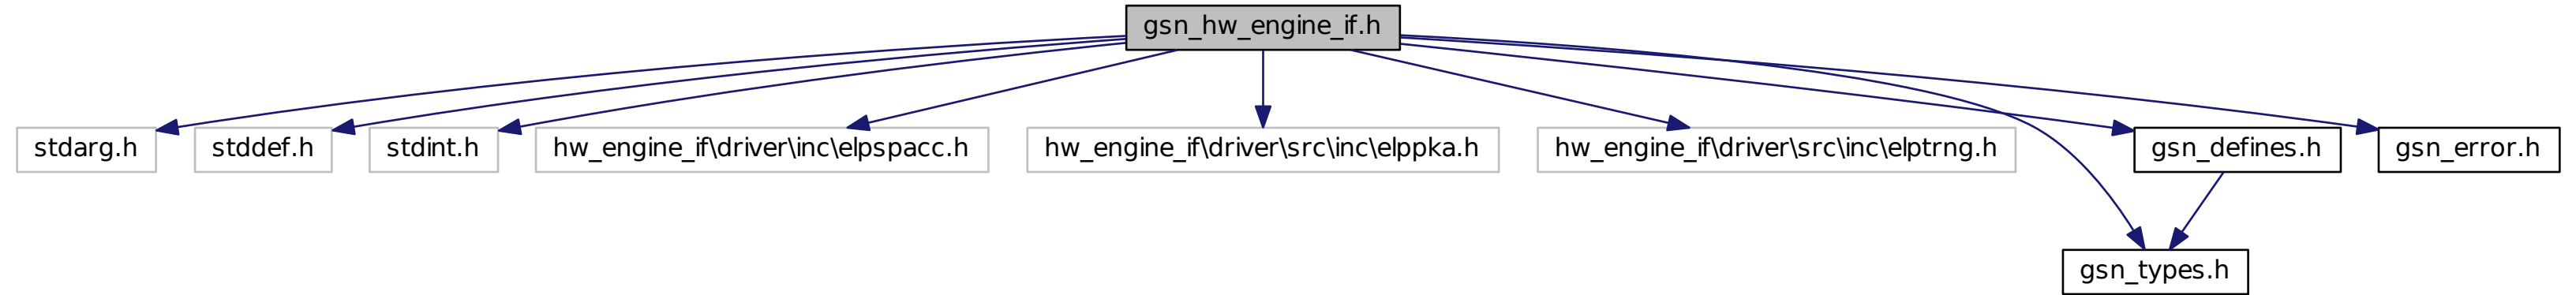 gsn_hw_engine_if.h
stdarg.h
stddef.h
stdint.h
hw_engine_if\driver\inc\elpspacc.h
hw_engine_if\driver\src\inc\elppka.h
hw_engine_if\driver\src\inc\elptrng.h
gsn_defines.h
gsn_error.h
gsn_types.h